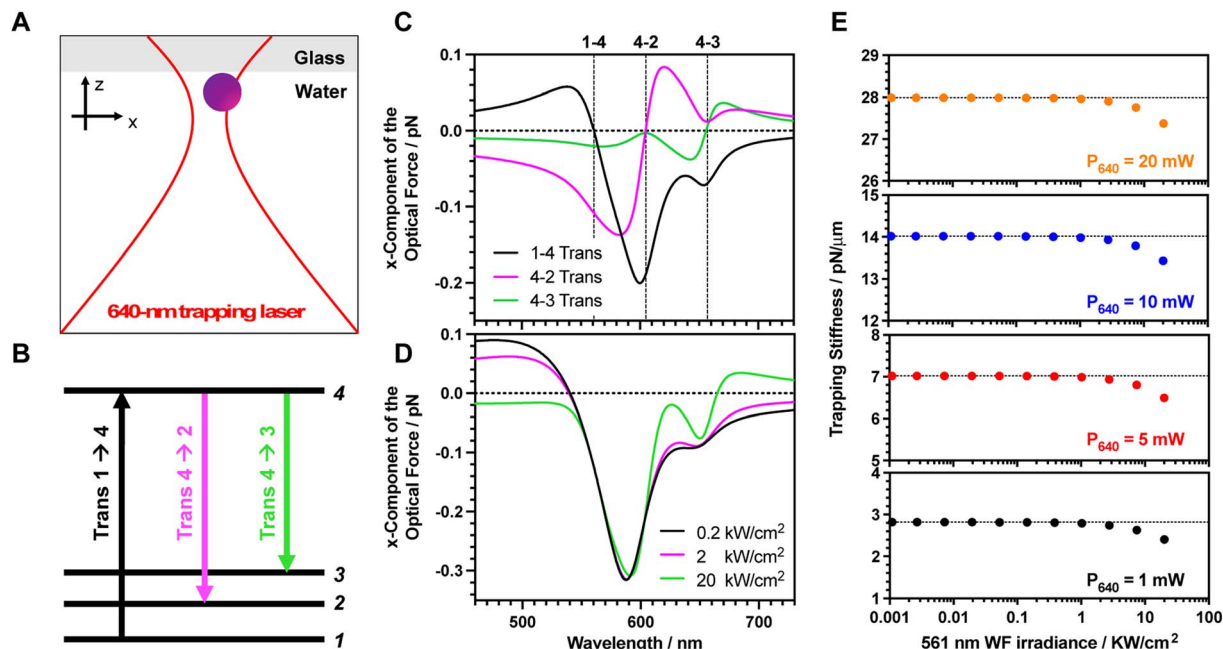 A
Glass
Water
z
x
640-nm trapping laser
B
4
Trans 1 → 4
Trans 4 → 2
Trans 4 → 3
3
2
1
C
1-4
4-2
4-3
0.1
0.0
-0.1
-0.2
x-Component of the
Optical Force / pN
1-4 Trans
4-2 Trans
4-3 Trans
D
0.1
0.0
-0.1
-0.2
-0.3
x-Component of the
Optical Force / pN
0.2 kW/cm²
2 kW/cm²
20 kW/cm²
500
600
700
Wavelength / nm
E
Trapping Stiffness / pN/μm
29
28
27
26
P₆₄₀ = 20 mW
15
14
13
12
P₆₄₀ = 10 mW
8
7
6
5
P₆₄₀ = 5 mW
4
3
2
1
P₆₄₀ = 1 mW
0.001
0.01
0.1
1
10
100
561 nm WF irradiance / KW/cm²